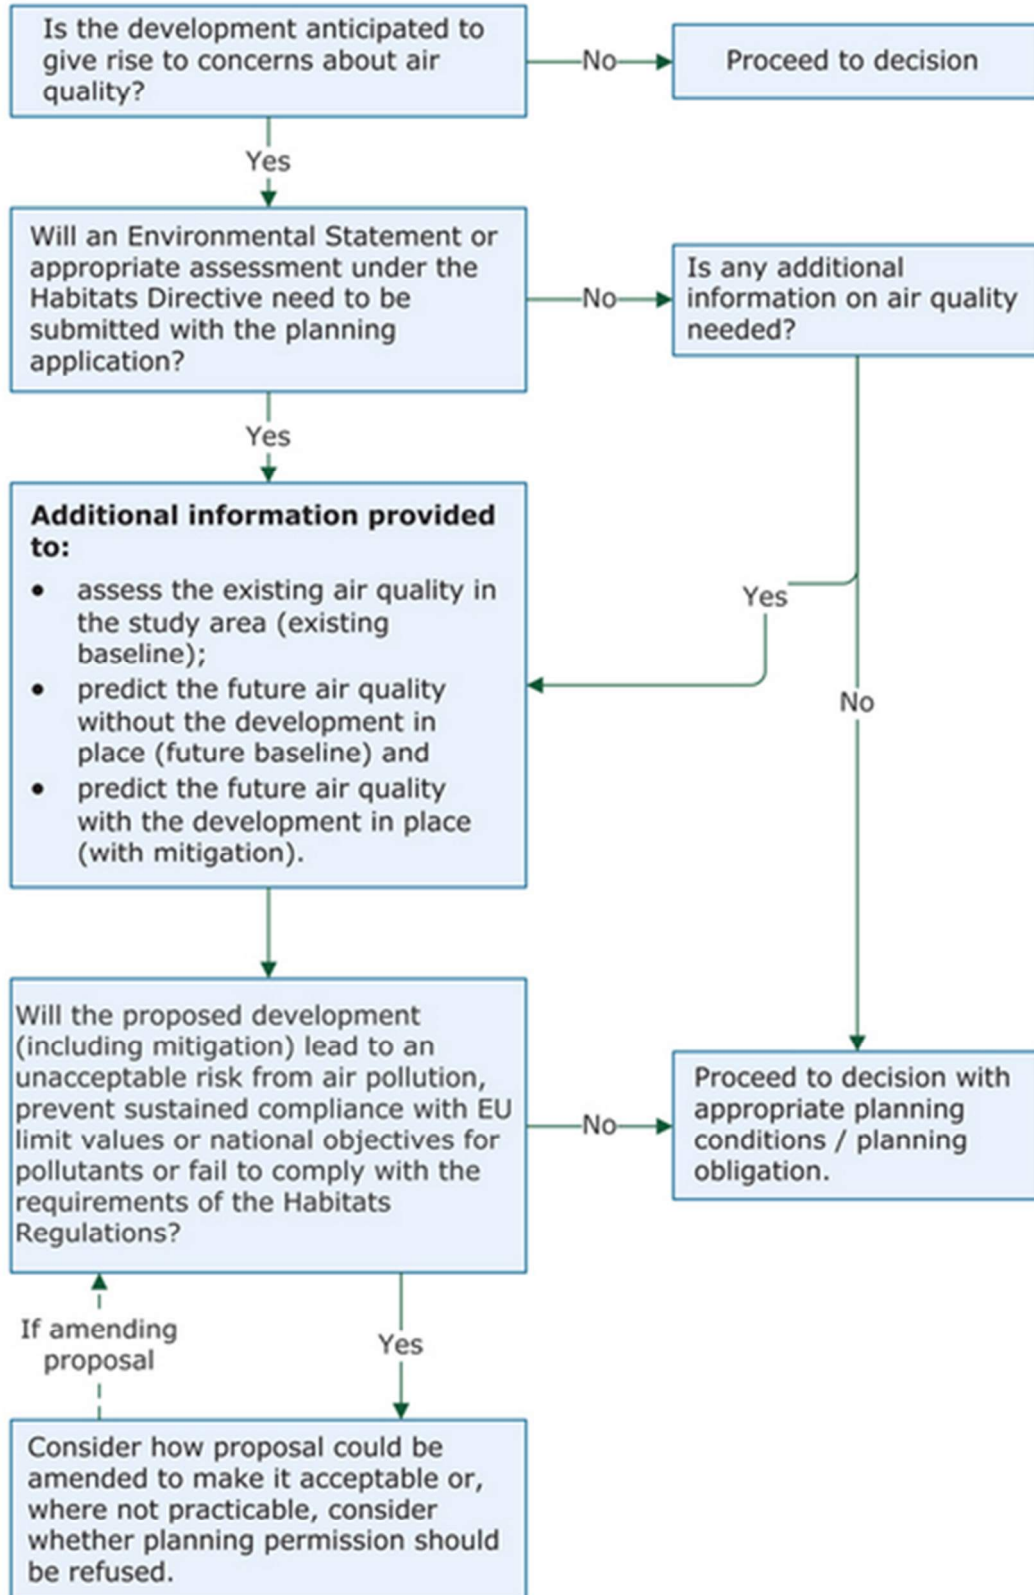 Is the development anticipated to
give rise to concerns about air
quality?
No
Proceed to decision
Yes
Will an Environmental Statement or
appropriate assessment under the
Habitats Directive need to be
submitted with the planning
application?
No
Is any additional
information on air quality
needed?
Yes
Additional information provided
to:
• assess the existing air quality in
the study area (existing
baseline);
• predict the future air quality
without the development in
place (future baseline) and
• predict the future air quality
with the development in place
(with mitigation).
Yes
No
Will the proposed development
(including mitigation) lead to an
unacceptable risk from air pollution,
prevent sustained compliance with EU
limit values or national objectives for
pollutants or fail to comply with the
requirements of the Habitats
Regulations?
No
Proceed to decision with
appropriate planning
conditions / planning
obligation.
If amending
proposal
Yes
Consider how proposal could be
amended to make it acceptable or,
where not practicable, consider
whether planning permission should
be refused.